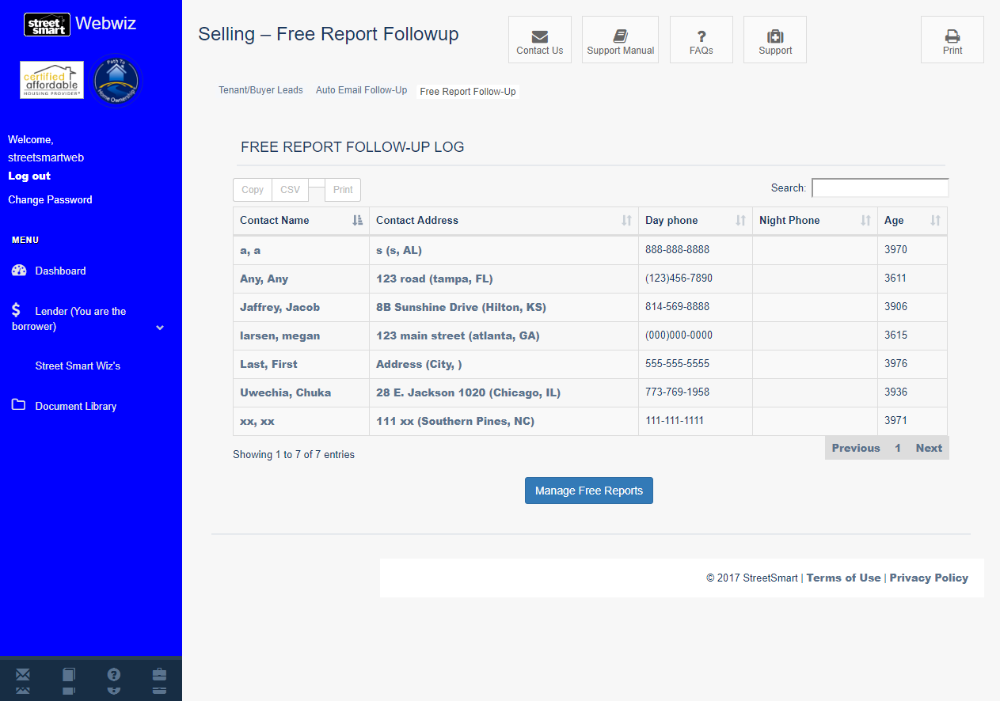 street smart Webwiz
certified affordable HOUSING PROVIDER
Path To Home Ownership
Welcome,
streetsmartweb
Log out
Change Password
MENU
Dashboard
Lender (You are the
borrower)
Street Smart Wiz's
Document Library
Selling – Free Report Followup
Contact Us
Support Manual
? FAQs
Support
Print
Tenant/Buyer Leads Auto Email Follow-Up Free Report Follow-Up
FREE REPORT FOLLOW-UP LOG
Copy CSV Print Search:
Contact Name Contact Address Day phone Night Phone Age
a, a s (s, AL) 888-888-8888 3970
Any, Any 123 road (tampa, FL) (123)456-7890 3611
Jaffrey, Jacob 8B Sunshine Drive (Hilton, KS) 814-569-8888 3906
larsen, megan 123 main street (atlanta, GA) (000)000-0000 3615
Last, First Address (City, ) 555-555-5555 3976
Uwechia, Chuka 28 E. Jackson 1020 (Chicago, IL) 773-769-1958 3936
xx, xx 111 xx (Southern Pines, NC) 111-111-1111 3971
Showing 1 to 7 of 7 entries Previous 1 Next
Manage Free Reports
© 2017 StreetSmart | Terms of Use | Privacy Policy